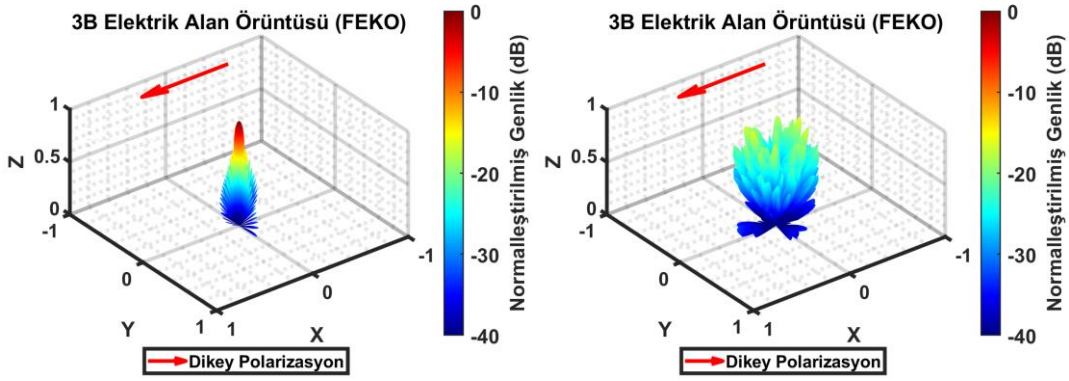 3B Elektrik Alan Örüntüsü (FEKO)
Z
1
0.5
0
-1
0
1
Y
1
0
-1
X
Dikey Polarizasyon
0
-10
-20
-30
-40
Normalleştirilmiş Genlik (dB)
3B Elektrik Alan Örüntüsü (FEKO)
Z
1
0.5
0
-1
0
1
Y
1
0
-1
X
Dikey Polarizasyon
0
-10
-20
-30
-40
Normalleştirilmiş Genlik (dB)